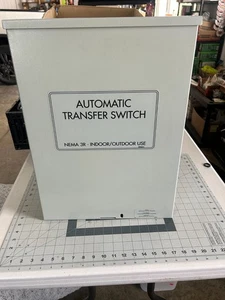 AUTOMATIC
TRANSFER SWITCH
NEMA 3R - INDOOR/OUTDOOR USE